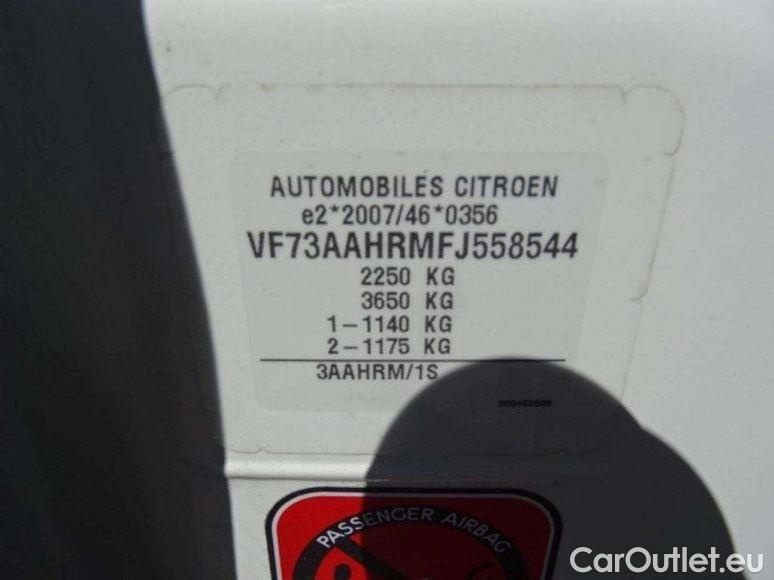 AUTOMOBILES CITROEN
e2*2007/46*0356
VF73AAHRMFJ558544
2250 KG
3650 KG
1-1140 KG
2-1175 KG
3AAHRM/1S
PASSENGER AIRBAG
CarOutlet.eu